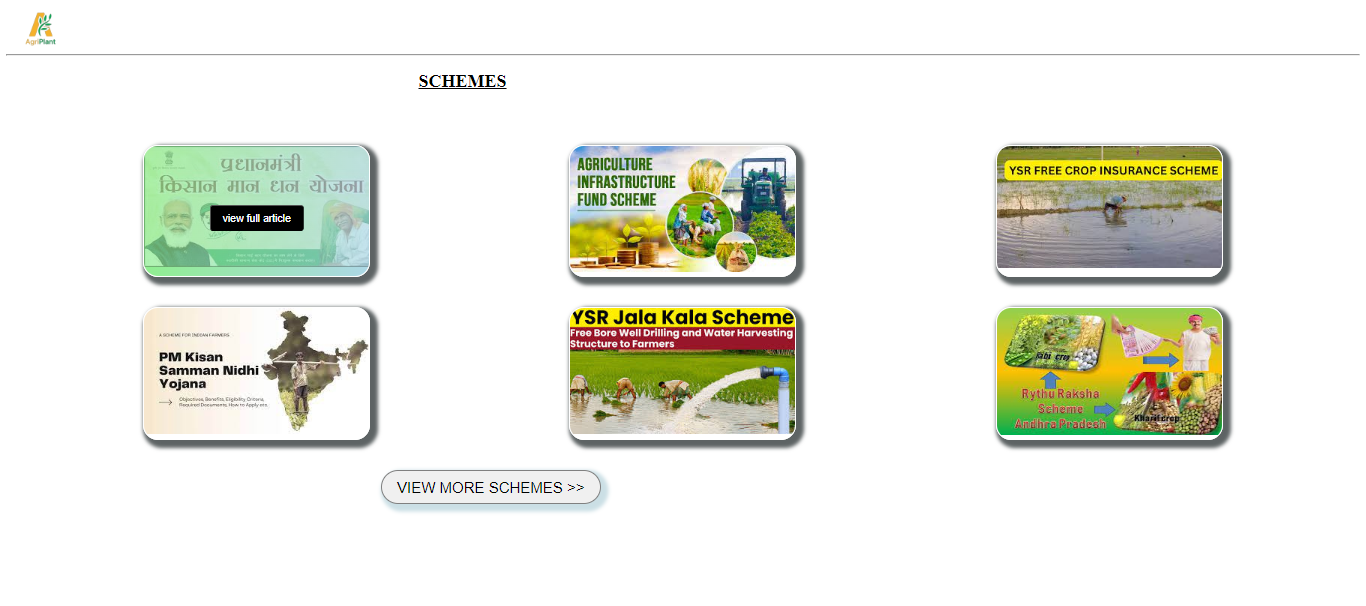 AgriPlant
SCHEMES
प्रधानमंत्री
किसान मान धन योजना
view full article
AGRICULTURE
INFRASTRUCTURE
FUND SCHEME
YSR FREE CROP INSURANCE SCHEME
A SCHEME FOR INDIAN FARMERS
PM Kisan
Samman Nidhi
Yojana
Objectives, Benefits, Eligibility Criteria,
Required Documents, How to Apply etc.
YSR Jala Kala Scheme
Free Bore Well Drilling and Water Harvesting
Structure to Farmers
rabi crop
Rythu Raksha
Scheme
Andhra Pradesh
Kharif crop
VIEW MORE SCHEMES >>